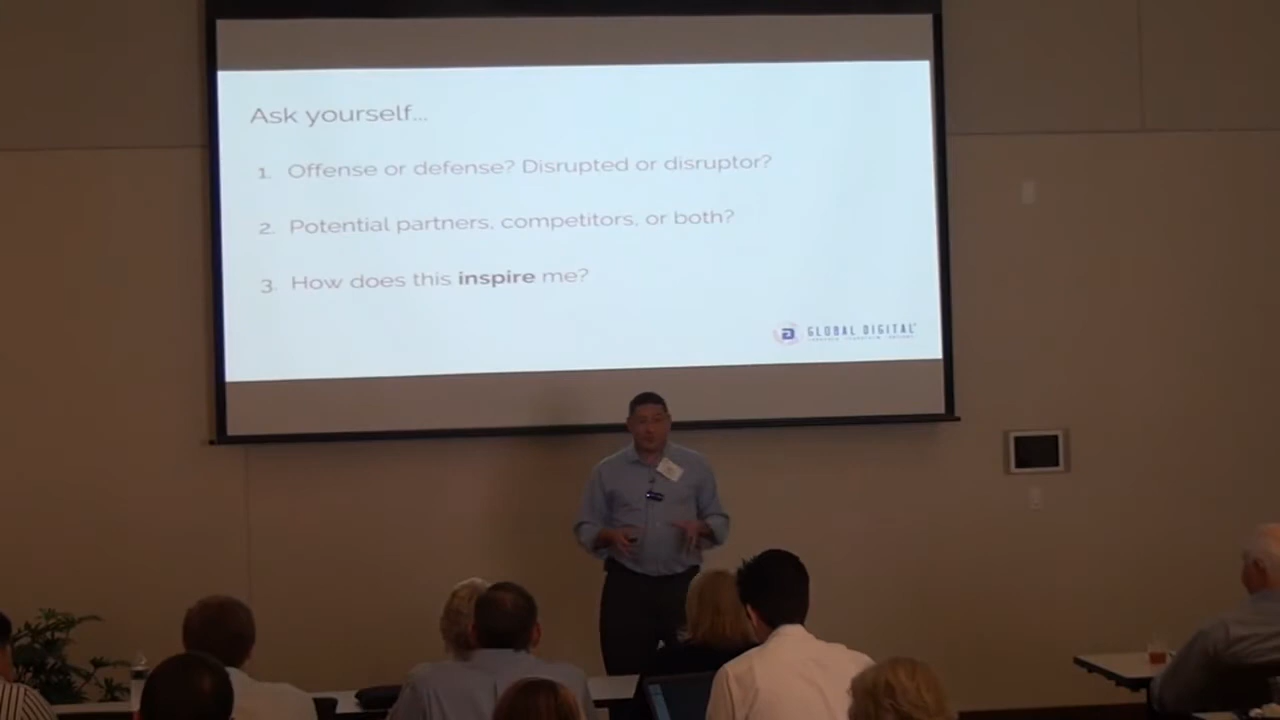 Ask yourself...
1. Offense or defense? Disrupted or disruptor?
2. Potential partners, competitors, or both?
3. How does this inspire me?
GLOBAL DIGITAL